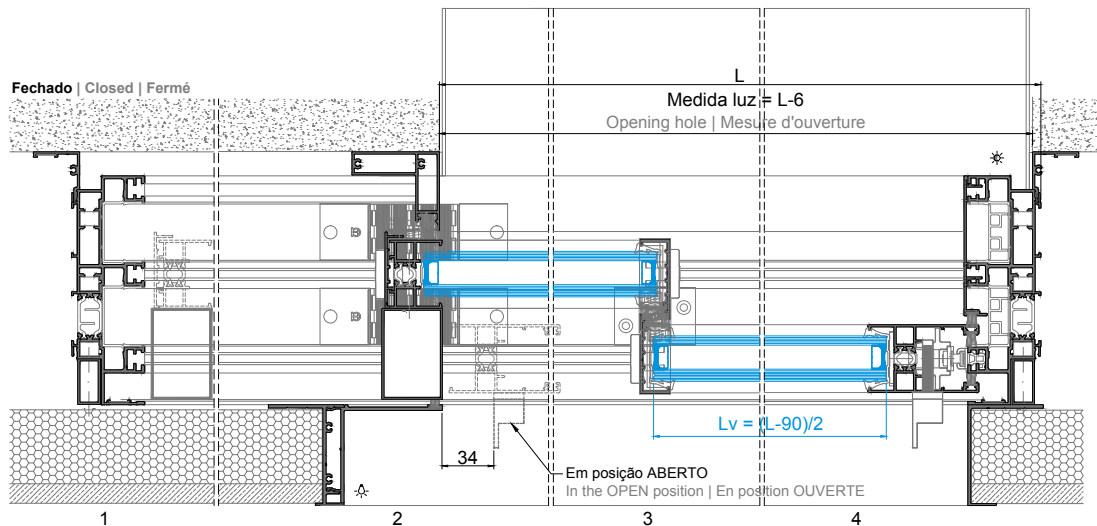 L
Fechado | Closed | Fermé
Medida luz = L-6
Opening hole | Mesure d'ouverture
Lv = (L-90)/2
34
Em posição ABERTO
In the OPEN position | En position OUVERTE
1 2 3 4